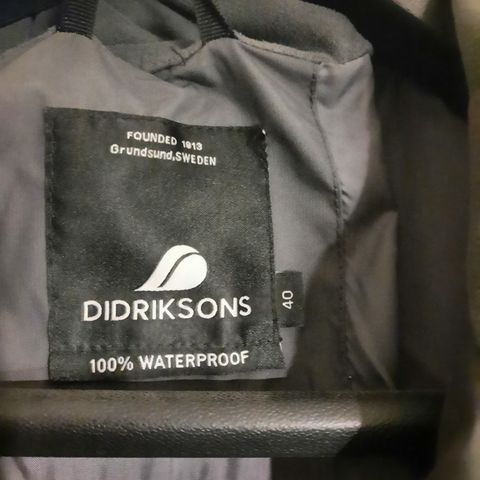 FOUNDED 1913
Grundsund,SWEDEN
DIDRIKSONS
40
100% WATERPROOF